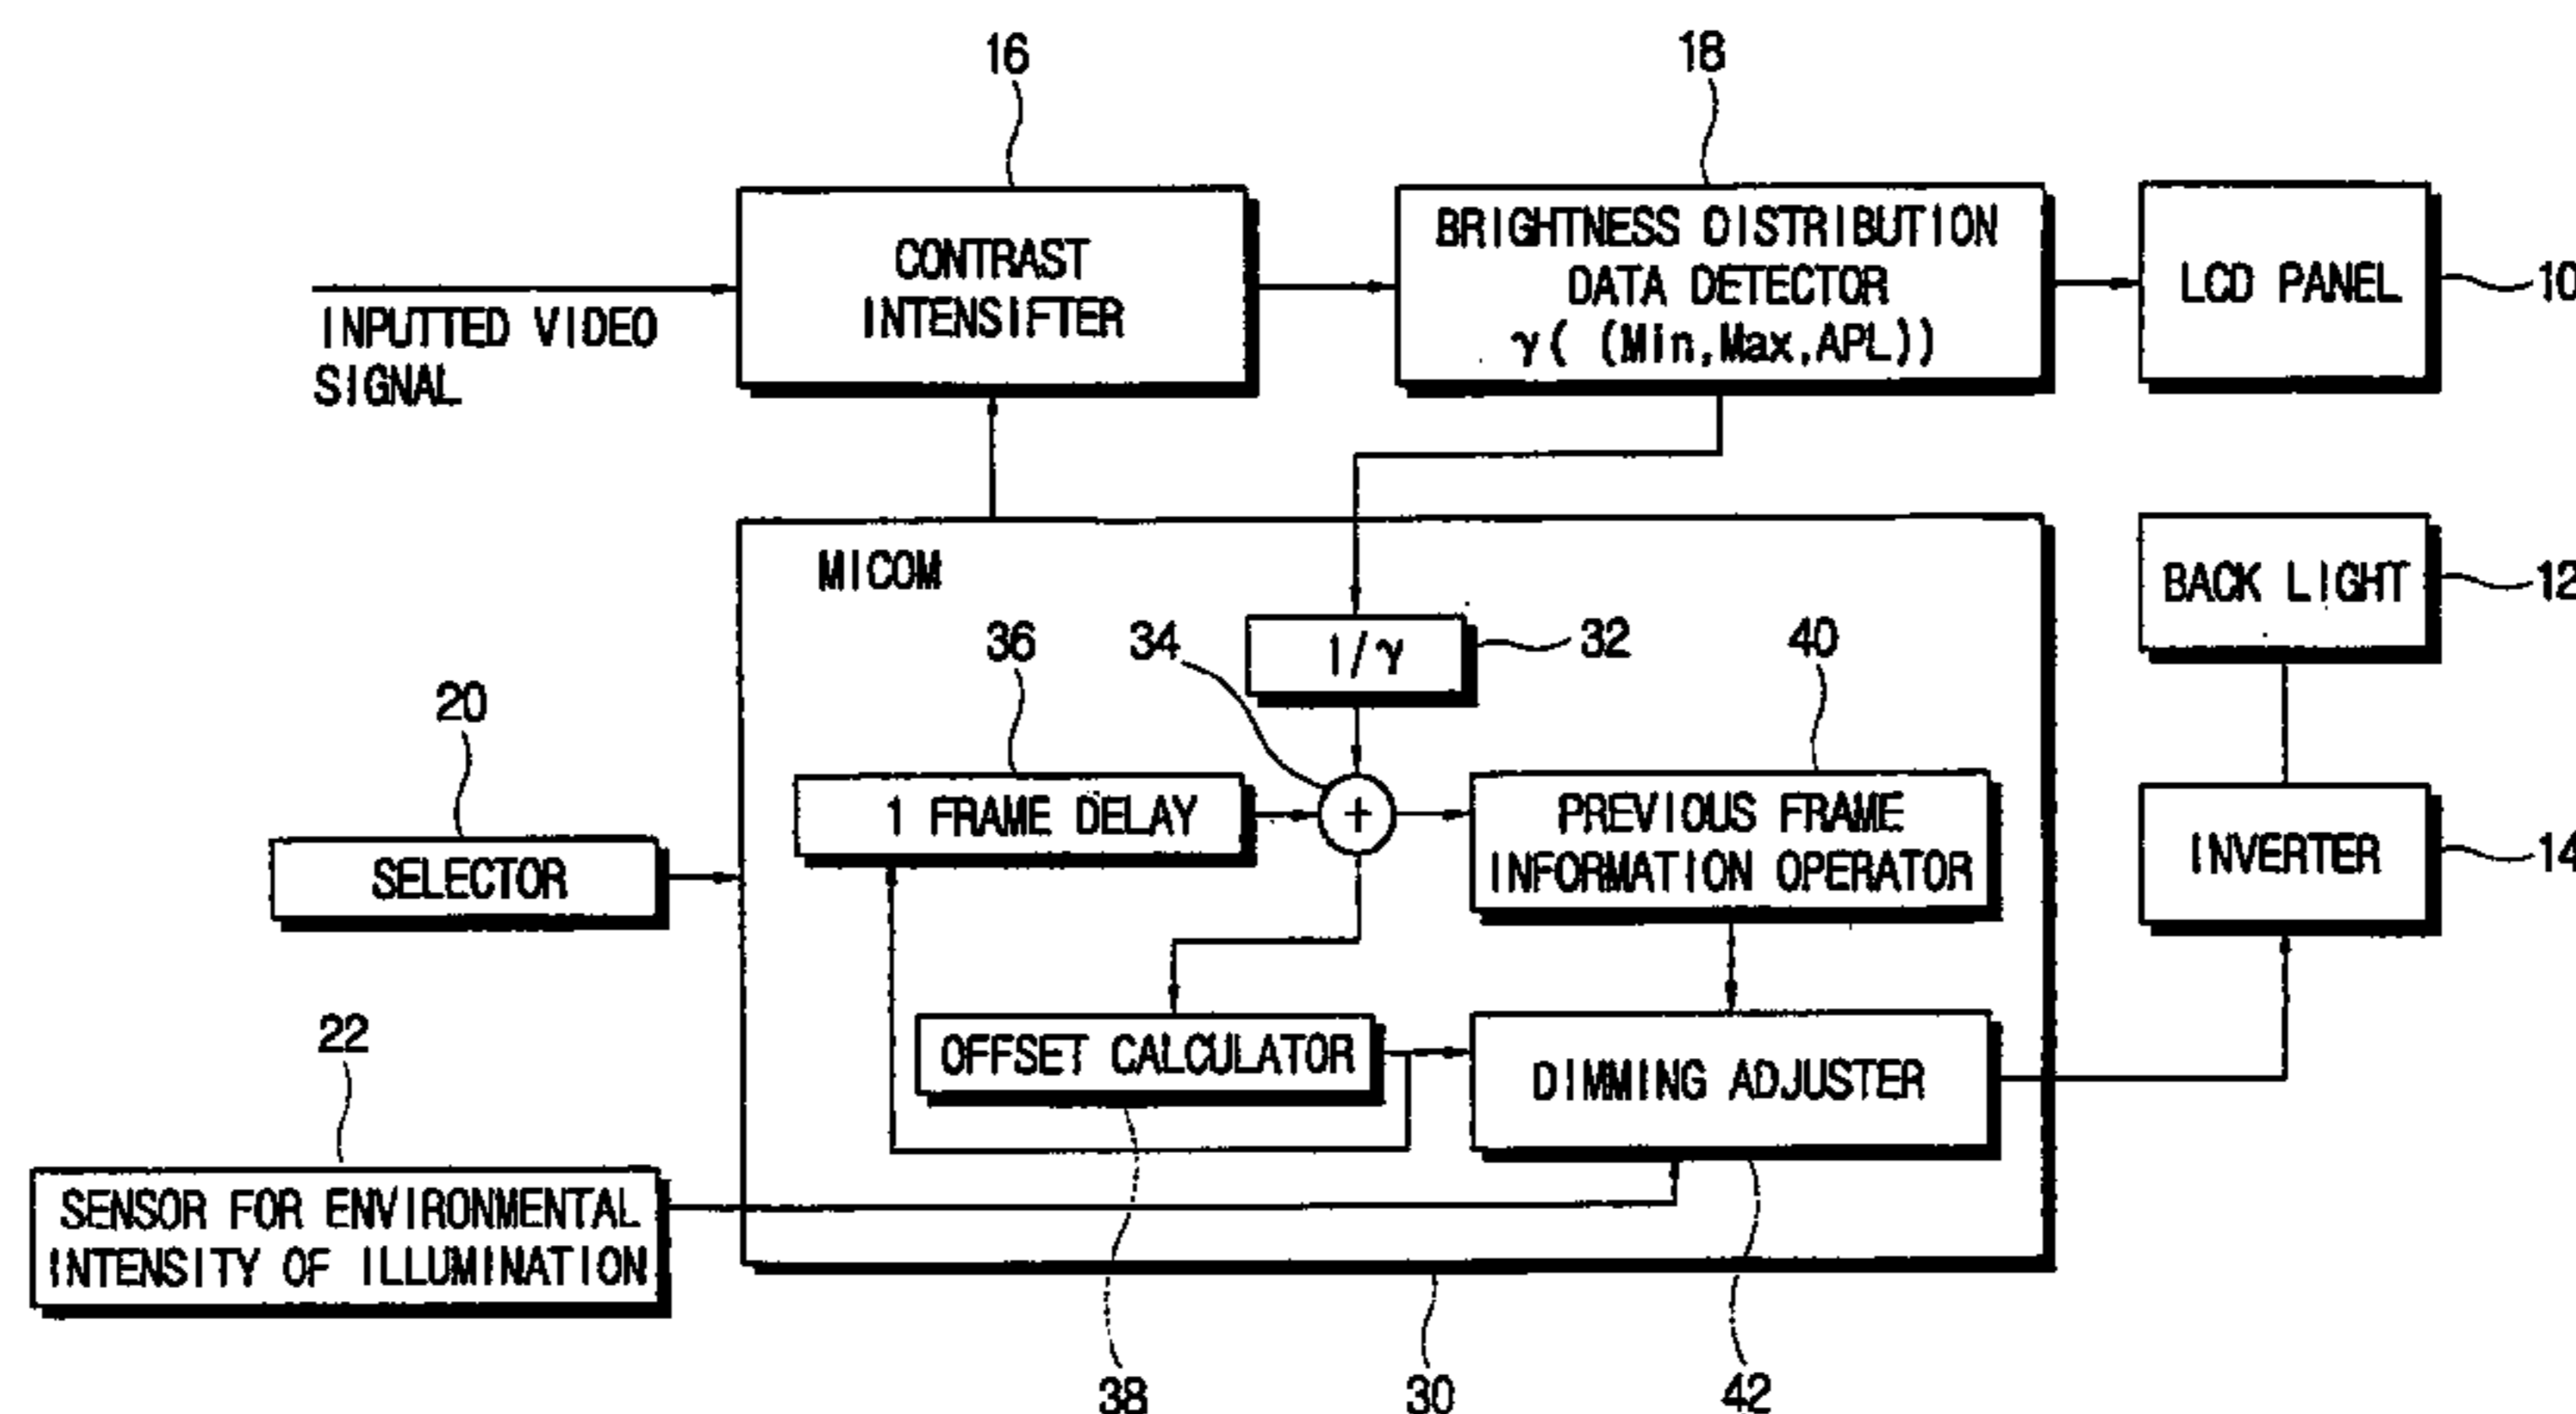 16
18
CONTRAST
INTENSIFTER
BRIGHTNESS DISTRIBUTION
DATA DETECTOR
γ( (Min,Max,APL))
LCD PANEL
10
INPUTTED VIDEO
SIGNAL
MICOM
BACK LIGHT
12
1/γ
32
34
36
40
20
1 FRAME DELAY
+
PREVIOUS FRAME
INFORMATION OPERATOR
INVERTER
14
SELECTOR
22
OFFSET CALCULATOR
DIMMING ADJUSTER
SENSOR FOR ENVIRONMENTAL
INTENSITY OF ILLUMINATION
38
30
42